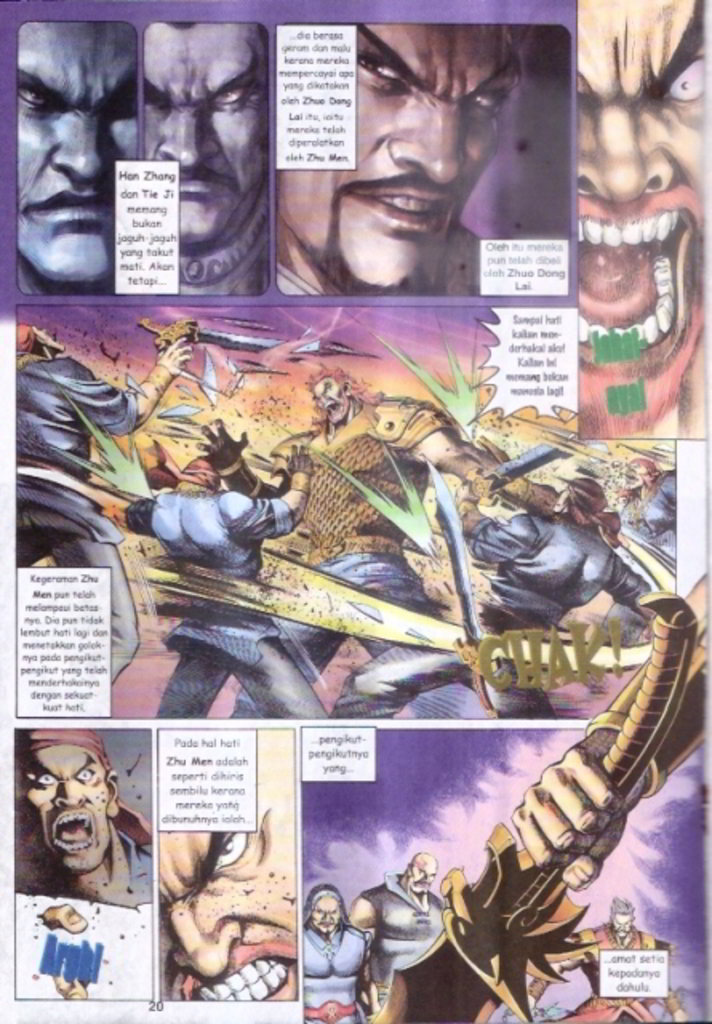 Han Zhang
dan Tie Ji
memang
bukan
jaguh-jaguh
yang takut
mati. Akan
tetapi...
...dia berasa
geram dan malu
kerana mereka
mempercayai apa
yang dikatakan
oleh Zhuo Dong
Lai itu, iaitu
mereka telah
diperalatkan
oleh Zhu Men.
Oleh itu mereka
pun telah dibeli
oleh Zhuo Dong
Lai.
Sampai hati
kalian men-
derhakai aku!
Kalian ini
memang bukan
manusia lagi!
Kegeraman Zhu
Men pun telah
melampaui batas-
nya. Dia pun tidak
lembut hati lagi dan
menetakkan golok-
nya pada pengikut-
pengikut yang telah
menderhakainya
dengan sekuat-
kuat hati.
CHAK!
Argh!
Pada hal hati
Zhu Men adalah
seperti dihiris
sembilu kerana
mereka yang
dibunuhnya ialah...
...pengikut-
pengikutnya
yang...
...amat setia
kepadanya
dahulu.
20